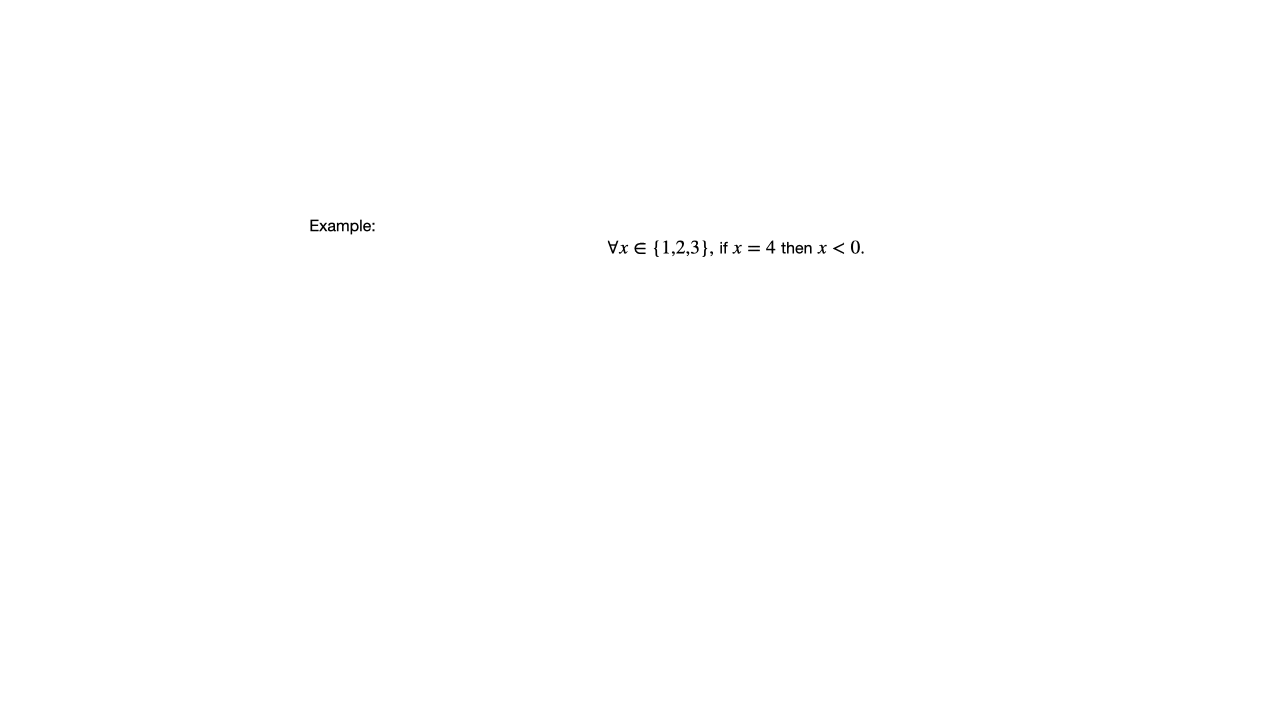 Example:
∀x ∈ {1,2,3}, if x = 4 then x < 0.